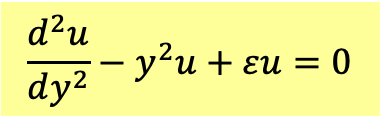 d²u/dy² − y²u + εu = 0